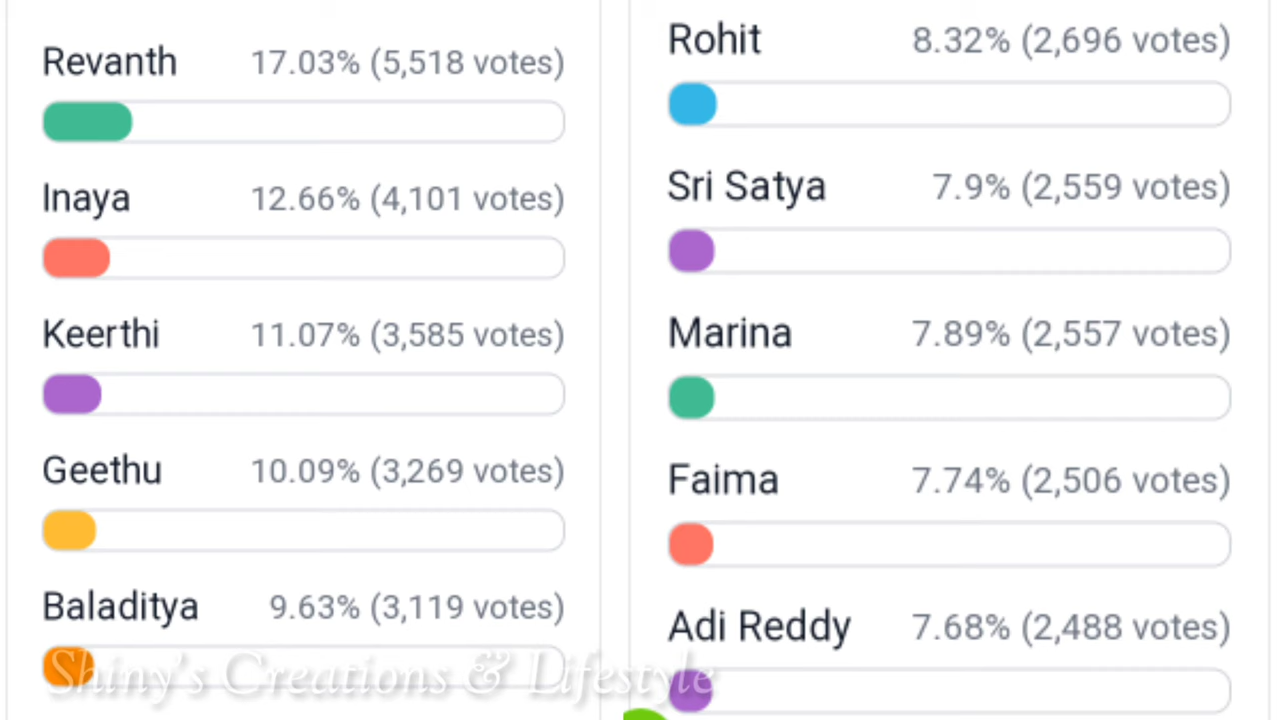 Revanth 17.03% (5,518 votes)
Inaya 12.66% (4,101 votes)
Keerthi 11.07% (3,585 votes)
Geethu 10.09% (3,269 votes)
Baladitya 9.63% (3,119 votes)
Shiny's Creations & Lifestyle
Rohit 8.32% (2,696 votes)
Sri Satya 7.9% (2,559 votes)
Marina 7.89% (2,557 votes)
Faima 7.74% (2,506 votes)
Adi Reddy 7.68% (2,488 votes)